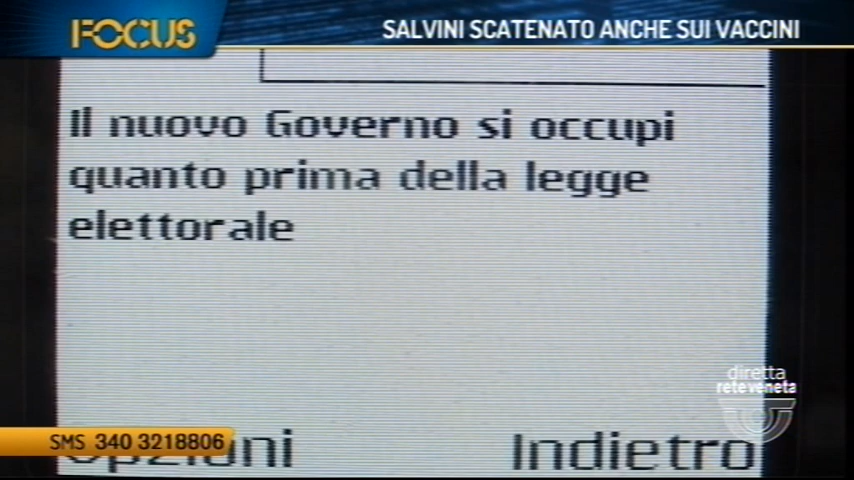 FOCUS
SALVINI SCATENATO ANCHE SUI VACCINI
Il nuovo Governo si occupi
quanto prima della legge
elettorale
diretta
reteveneta
SMS 340 3218806
Opzioni
Indietro